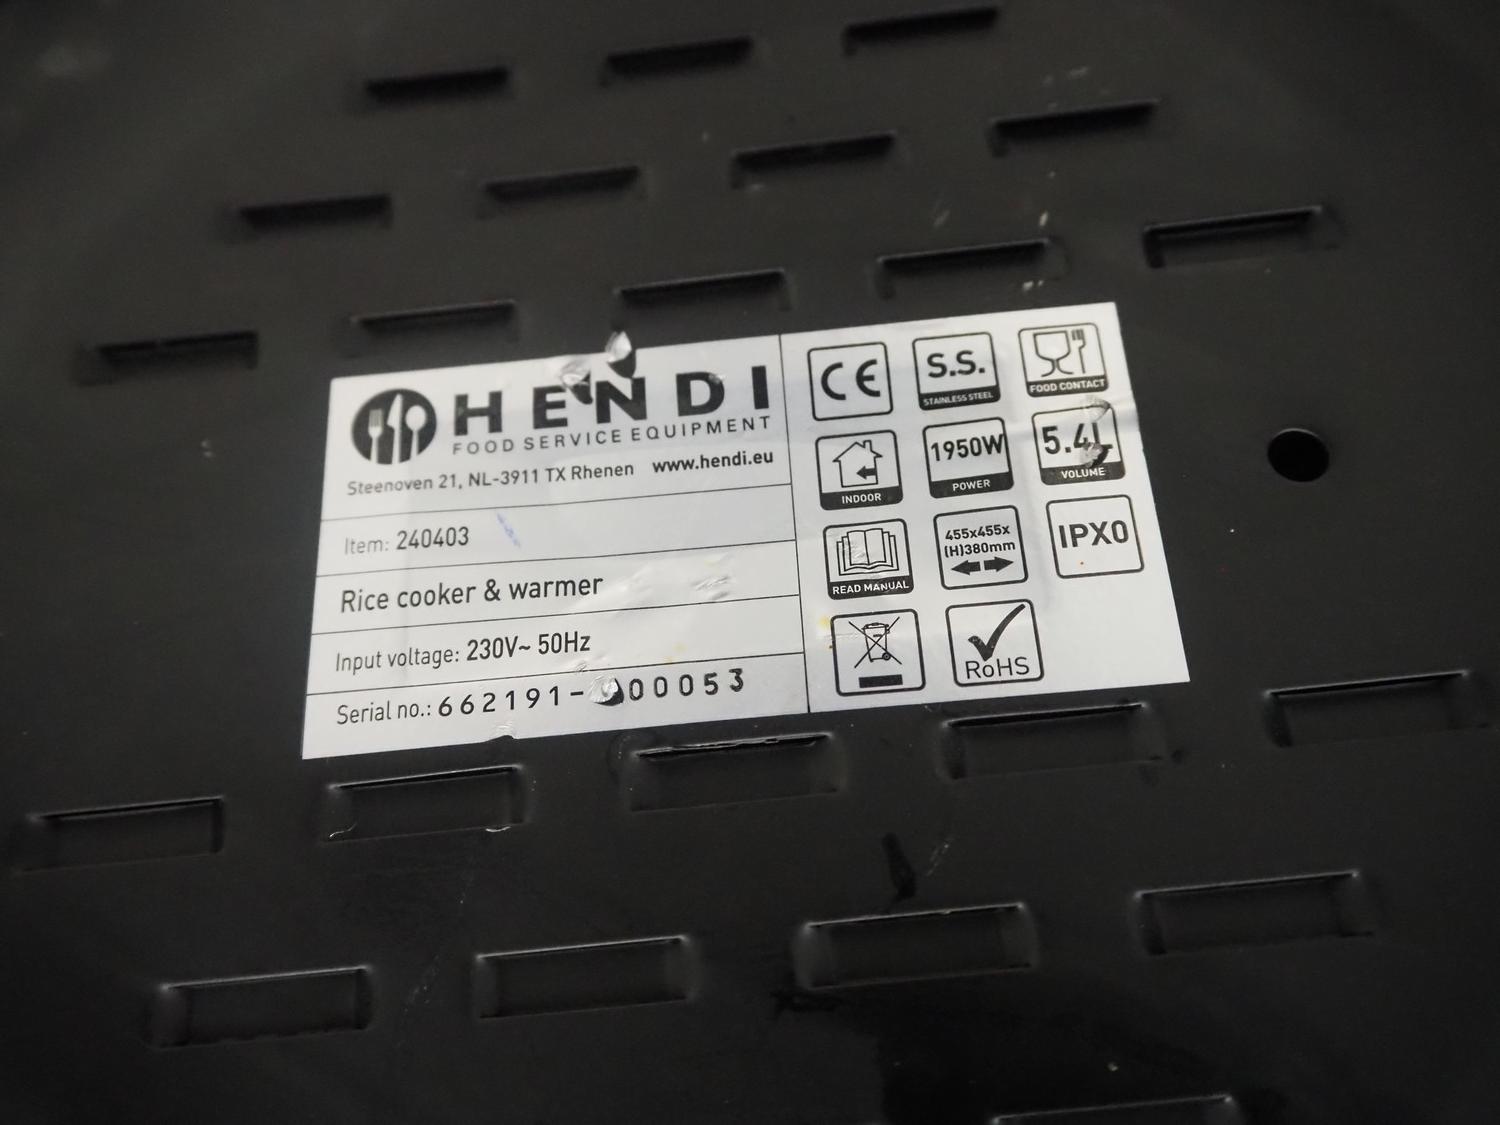 HENDI
FOOD SERVICE EQUIPMENT
Steenoven 21, NL-3911 TX Rhenen www.hendi.eu
Item: 240403
Rice cooker & warmer
Input voltage: 230V~ 50Hz
Serial no.: 662191- 00053
CE
S.S.
STAINLESS STEEL
FOOD CONTACT
INDOOR
1950W
POWER
5.4L
VOLUME
READ MANUAL
455x455x
(H)380mm
IPX0
RoHS